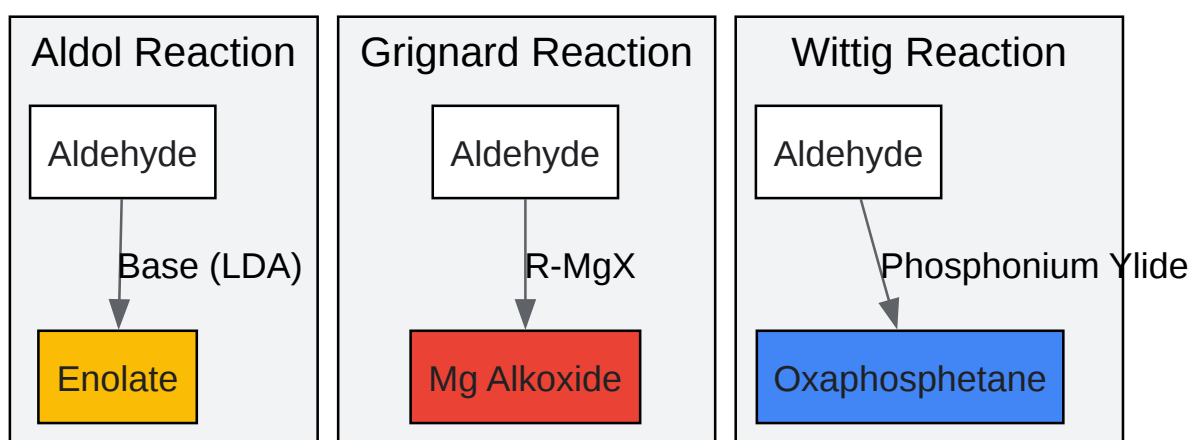 Aldol Reaction
Aldehyde
Base (LDA)
Enolate
Grignard Reaction
Aldehyde
R-MgX
Mg Alkoxide
Wittig Reaction
Aldehyde
Phosphonium Ylide
Oxaphosphetane